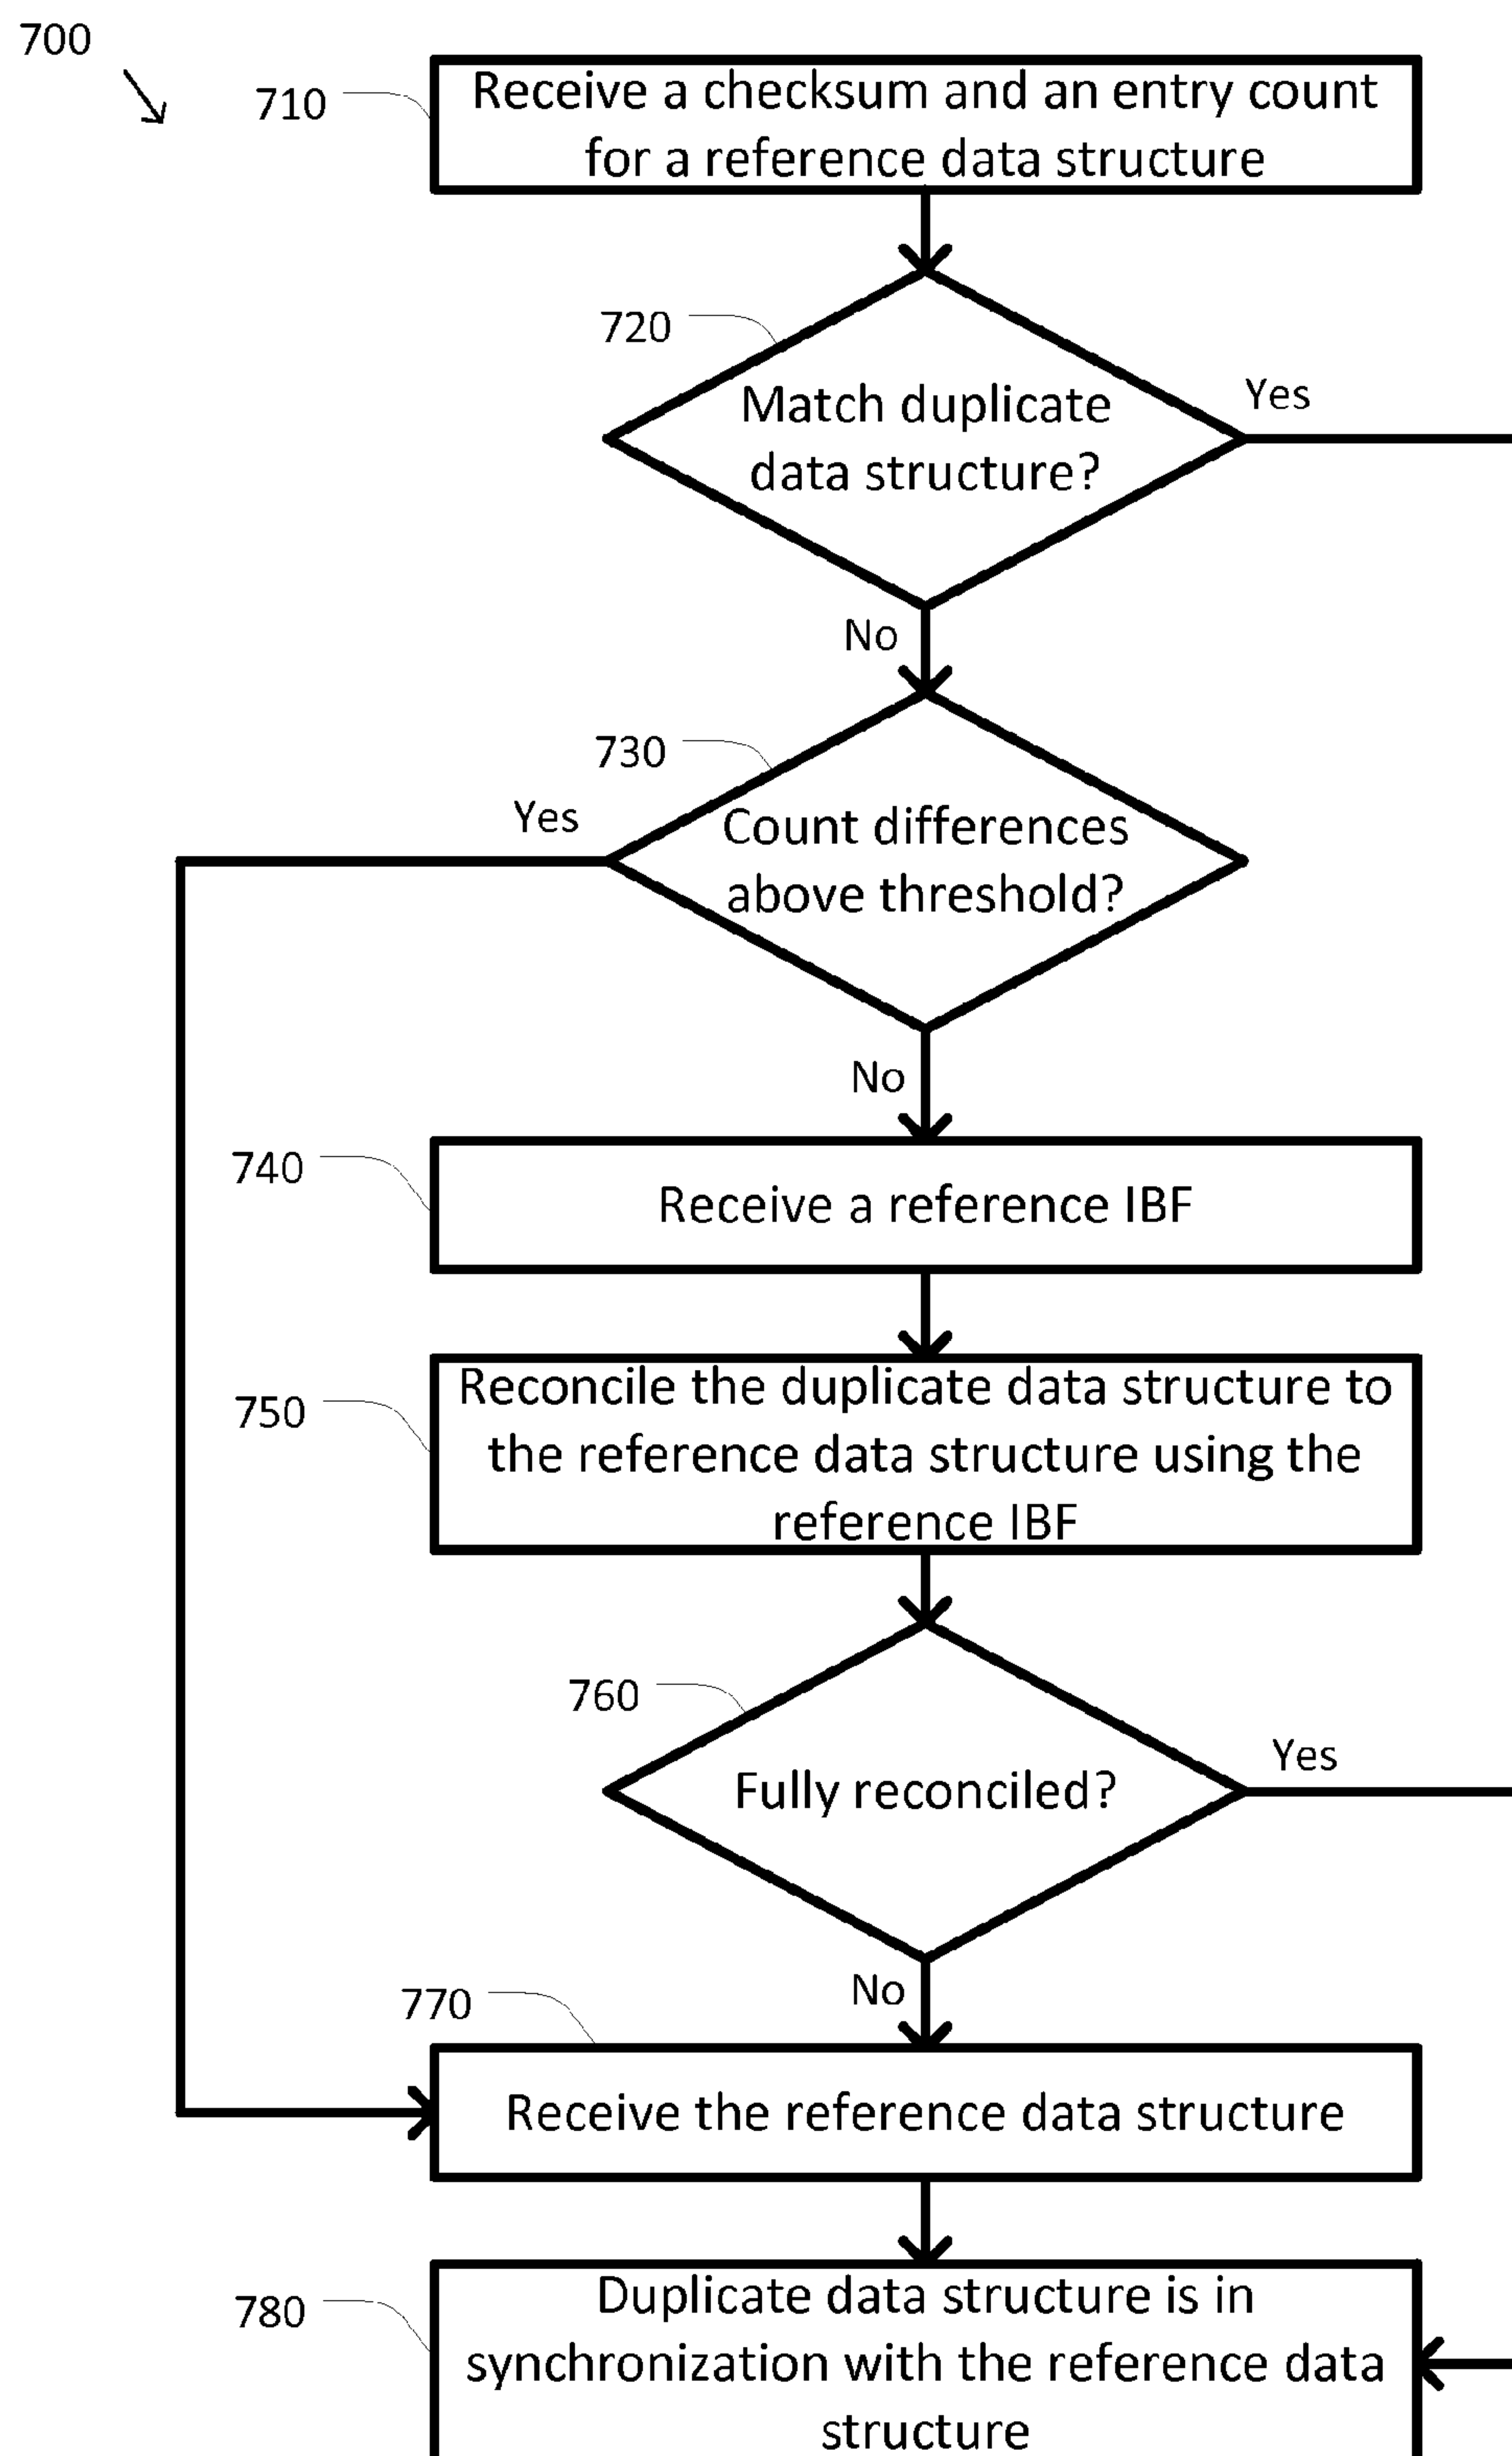 700
710
Receive a checksum and an entry count
for a reference data structure
720
Match duplicate
data structure?
Yes
No
730
Yes
Count differences
above threshold?
No
740
Receive a reference IBF
750
Reconcile the duplicate data structure to
the reference data structure using the
reference IBF
760
Fully reconciled?
Yes
No
770
Receive the reference data structure
780
Duplicate data structure is in
synchronization with the reference data
structure